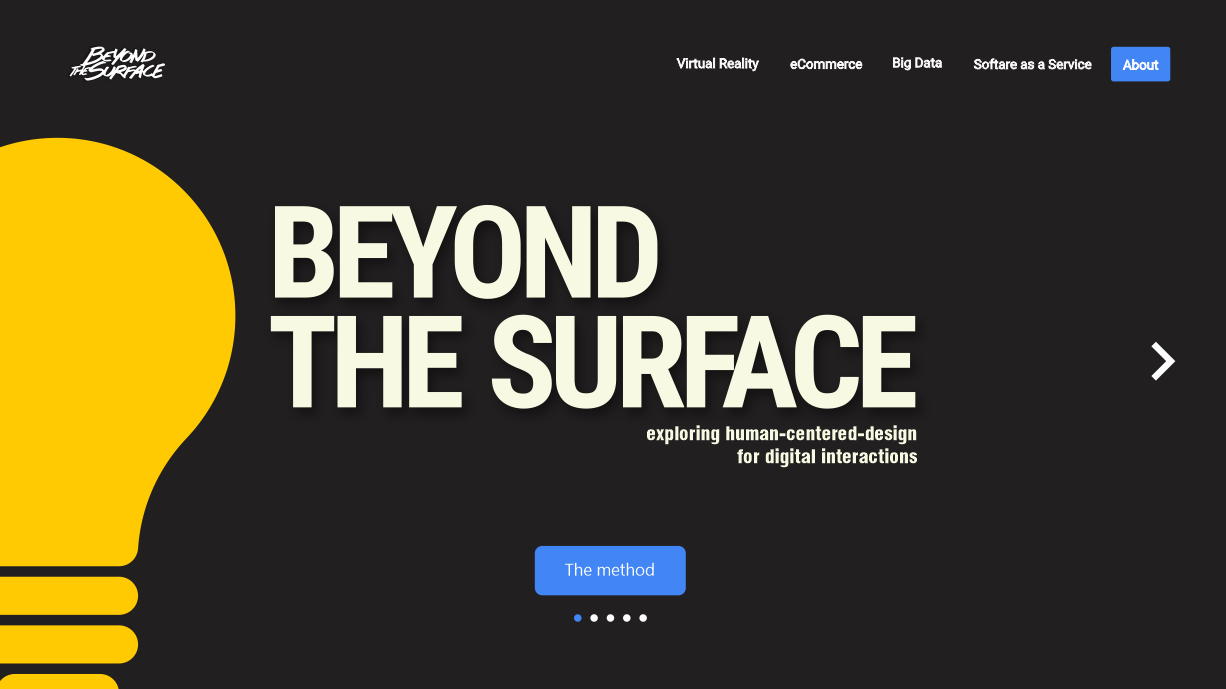 BEYOND
THE SURFACE
Virtual Reality
eCommerce
Big Data
Softare as a Service
About
BEYOND
THE SURFACE
exploring human-centered-design
for digital interactions
The method